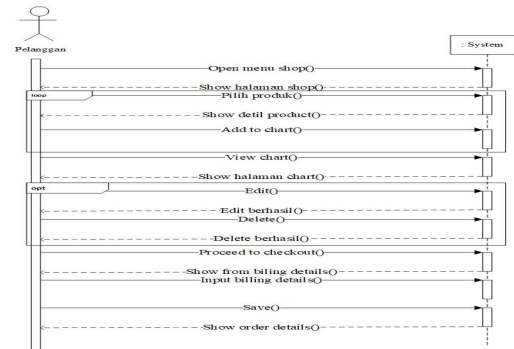 Pelanggan
: System
Open menu shop()
Show halaman shop()
loop
Pilih produk()
Show detil product()
Add to chart()
View chart()
Show halaman chart()
opt
Edit()
Edit berhasil()
Delete()
Delete berhasil()
Proceed to checkout()
Show from biling details()
Input billing details()
Save()
Show order details()